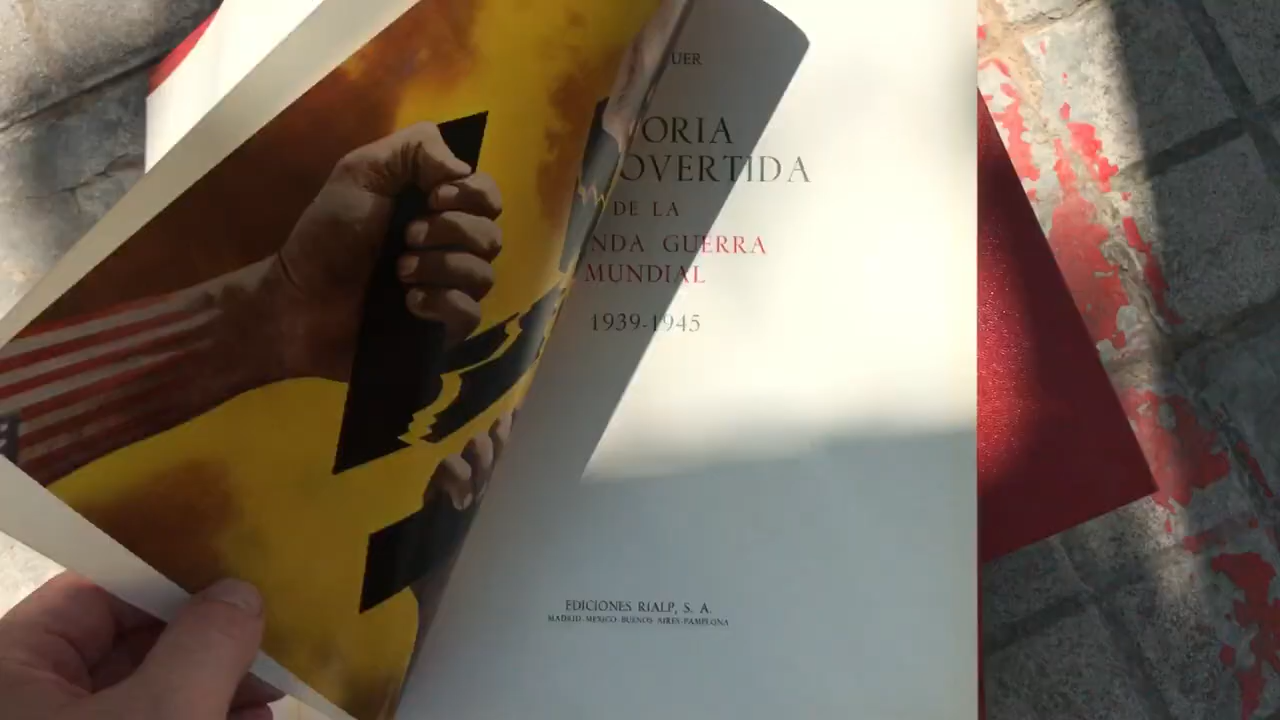 UER
ORIA
OVERTIDA
DE LA
NDA GUERRA
MUNDIAL
1939-1945
EDICIONES RIALP, S. A.
MADRID-MEXICO-BUENOS AIRES-PAMPLONA